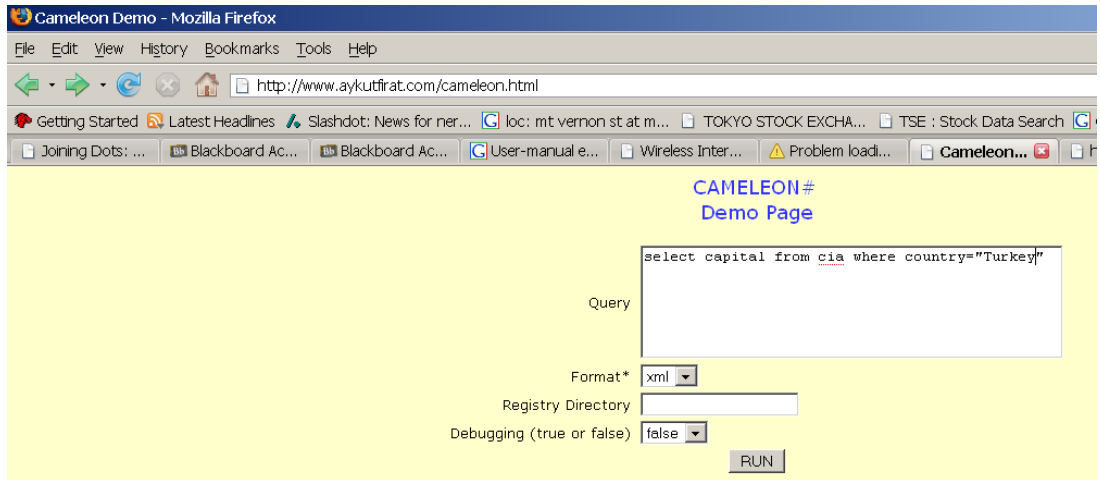 Cameleon Demo - Mozilla Firefox
File Edit View History Bookmarks Tools Help
http://www.aykutfirat.com/cameleon.html
Getting Started Latest Headlines Slashdot: News for ner... loc: mt vernon st at m... TOKYO STOCK EXCHA... TSE : Stock Data Search
Joining Dots: ... Blackboard Ac... Blackboard Ac... User-manual e... Wireless Inter... Problem loadi... Cameleon...
CAMELEON#
Demo Page
select capital from cia where country="Turkey"
Query
Format* xml
Registry Directory
Debugging (true or false) false
RUN